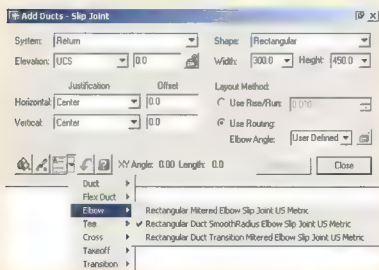 Add Ducts - Slip Joint
System: Return Shape: Rectangular
Elevation: UCS 0.0 Width: 300.0 Height: 450.0
Justification Offset Layout Method:
Horizontal: Center 0.0 Use Rise/Run: 0.000
Vertical: Center 0.0 Use Routing:
Elbow Angle: User Defined
XY Angle: 0.00 Length: 0.0 Close
Duct
Flex Duct
Elbow Rectangular Mitered Elbow Slip Joint US Metric
Tee Rectangular Duct SmoothRadius Elbow Slip Joint US Metric
Cross Rectangular Duct Transition Mitered Elbow Slip Joint US Metric
Takeoff
Transition